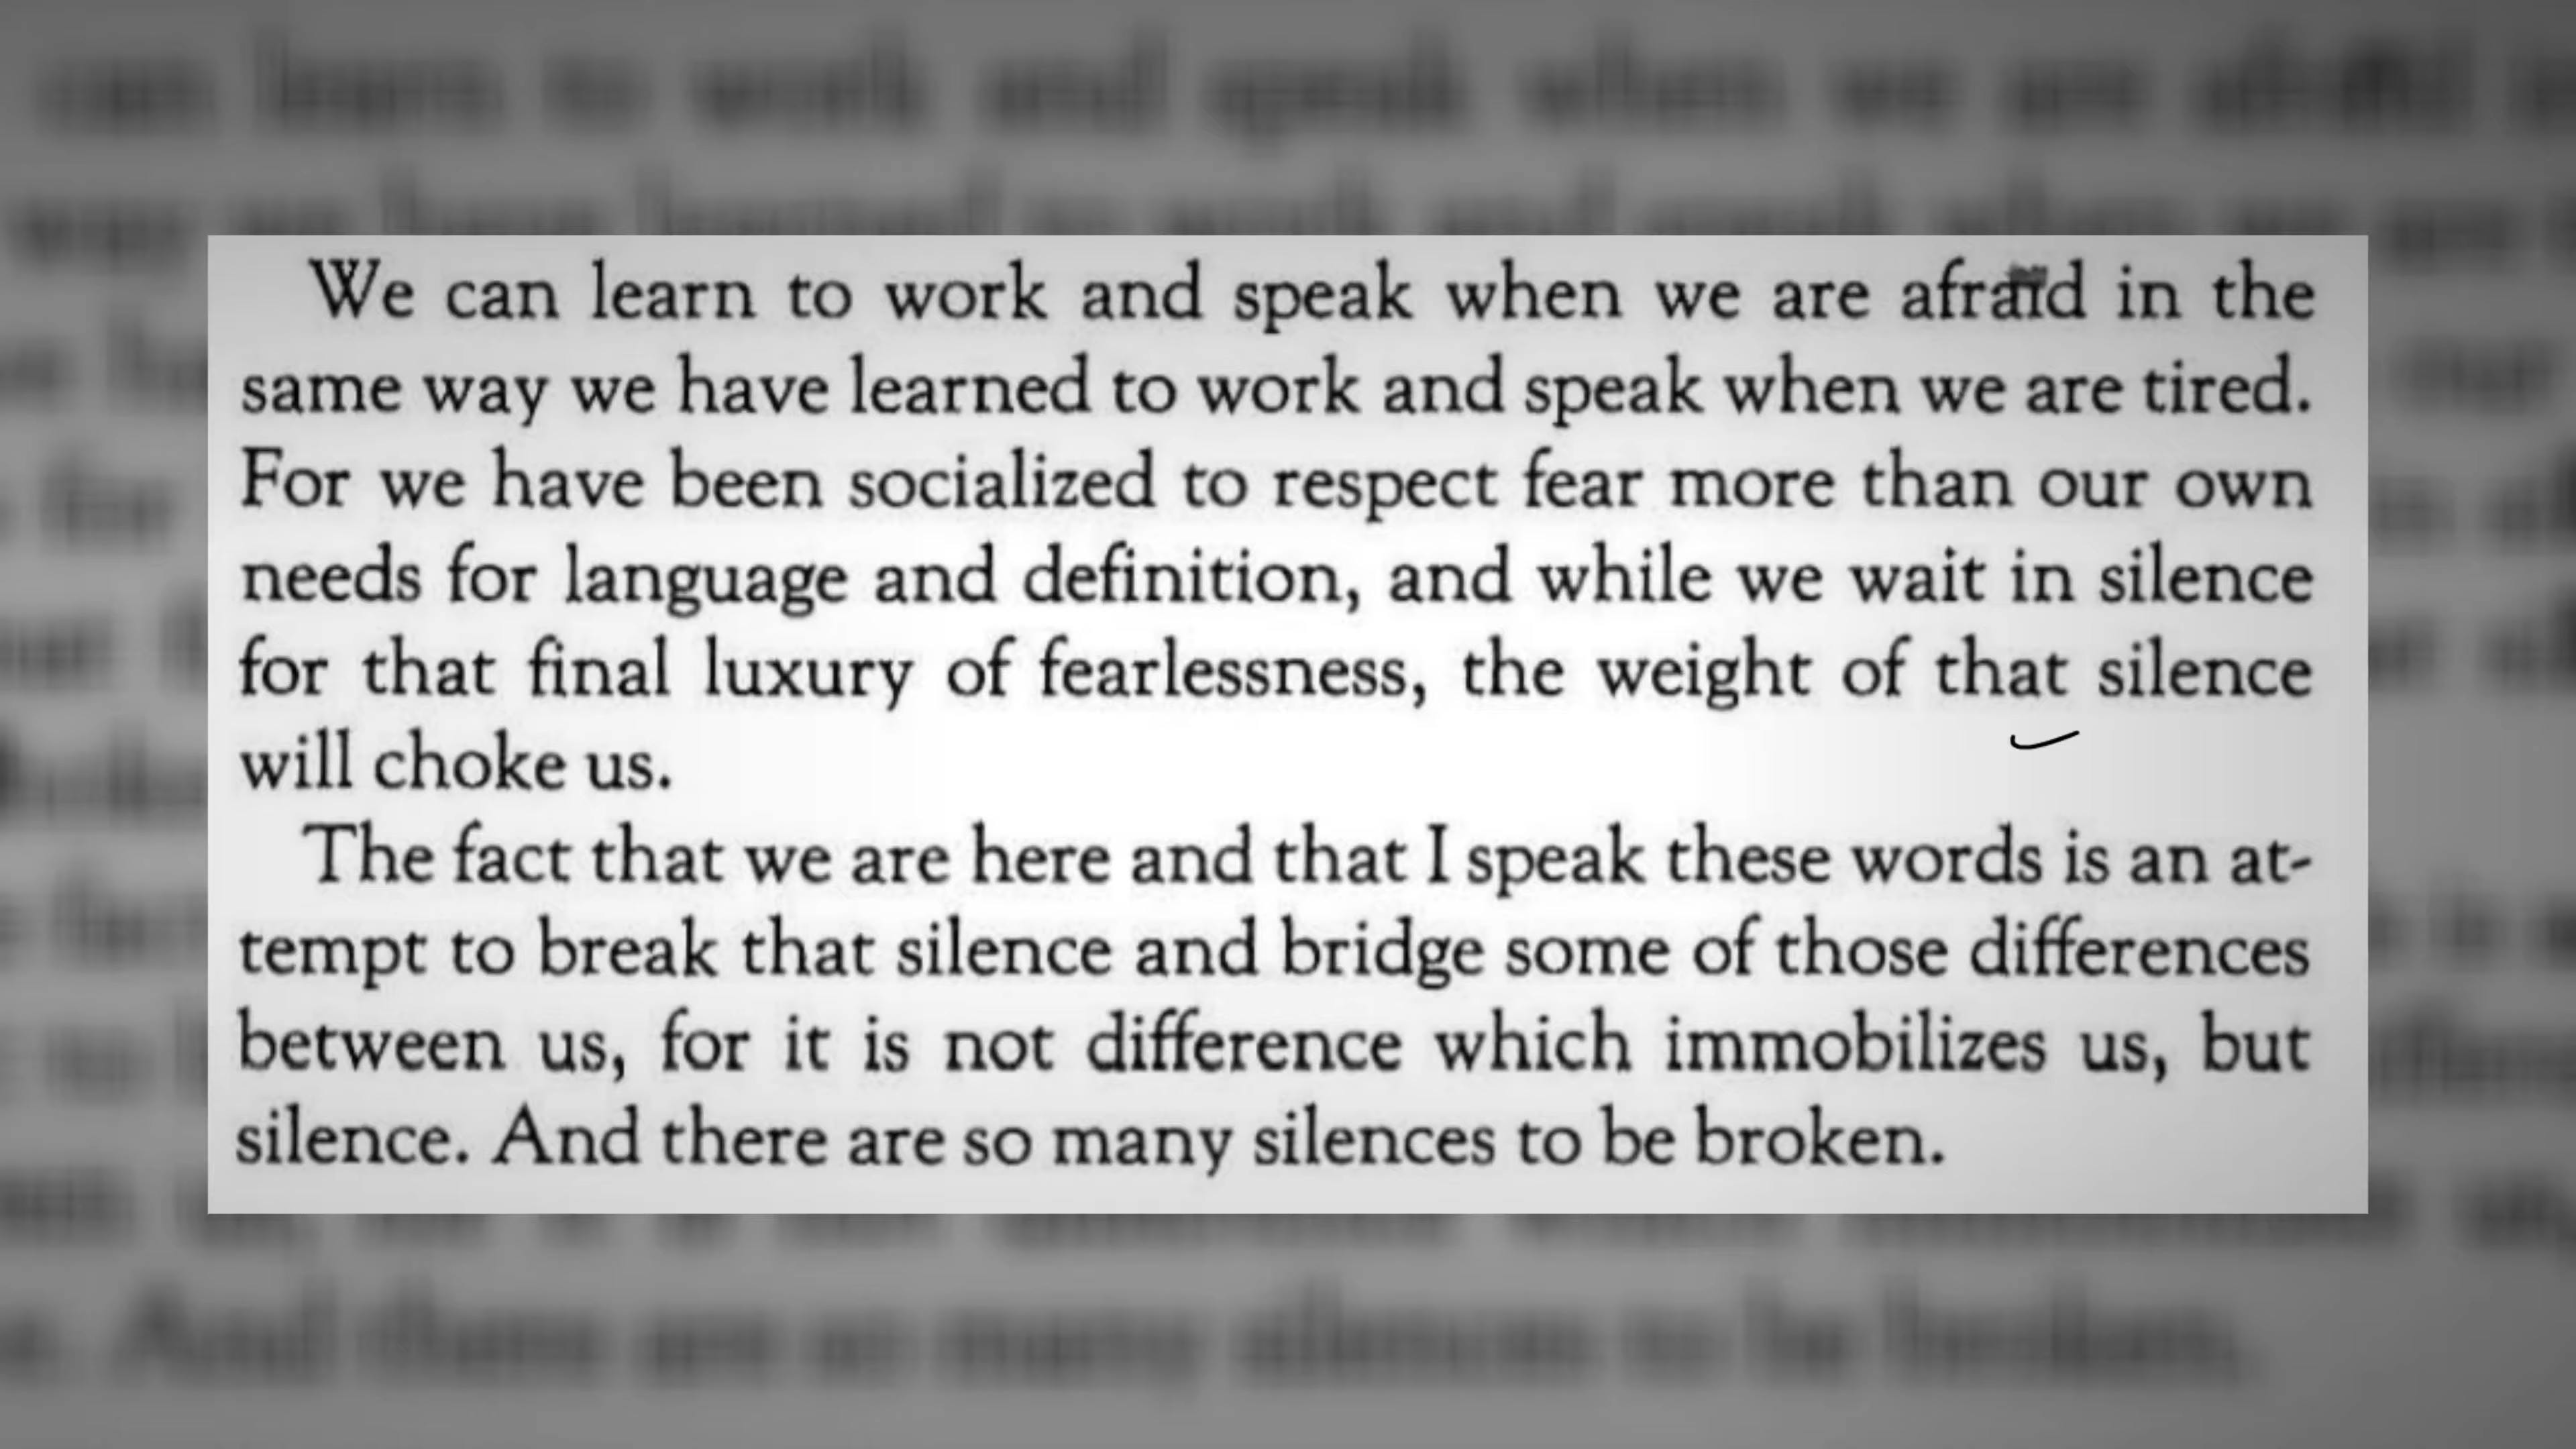 We can learn to work and speak when we are afraid in the
same way we have learned to work and speak when we are tired.
For we have been socialized to respect fear more than our own
needs for language and definition, and while we wait in silence
for that final luxury of fearlessness, the weight of that silence
will choke us.
The fact that we are here and that I speak these words is an at-
tempt to break that silence and bridge some of those differences
between us, for it is not difference which immobilizes us, but
silence. And there are so many silences to be broken.